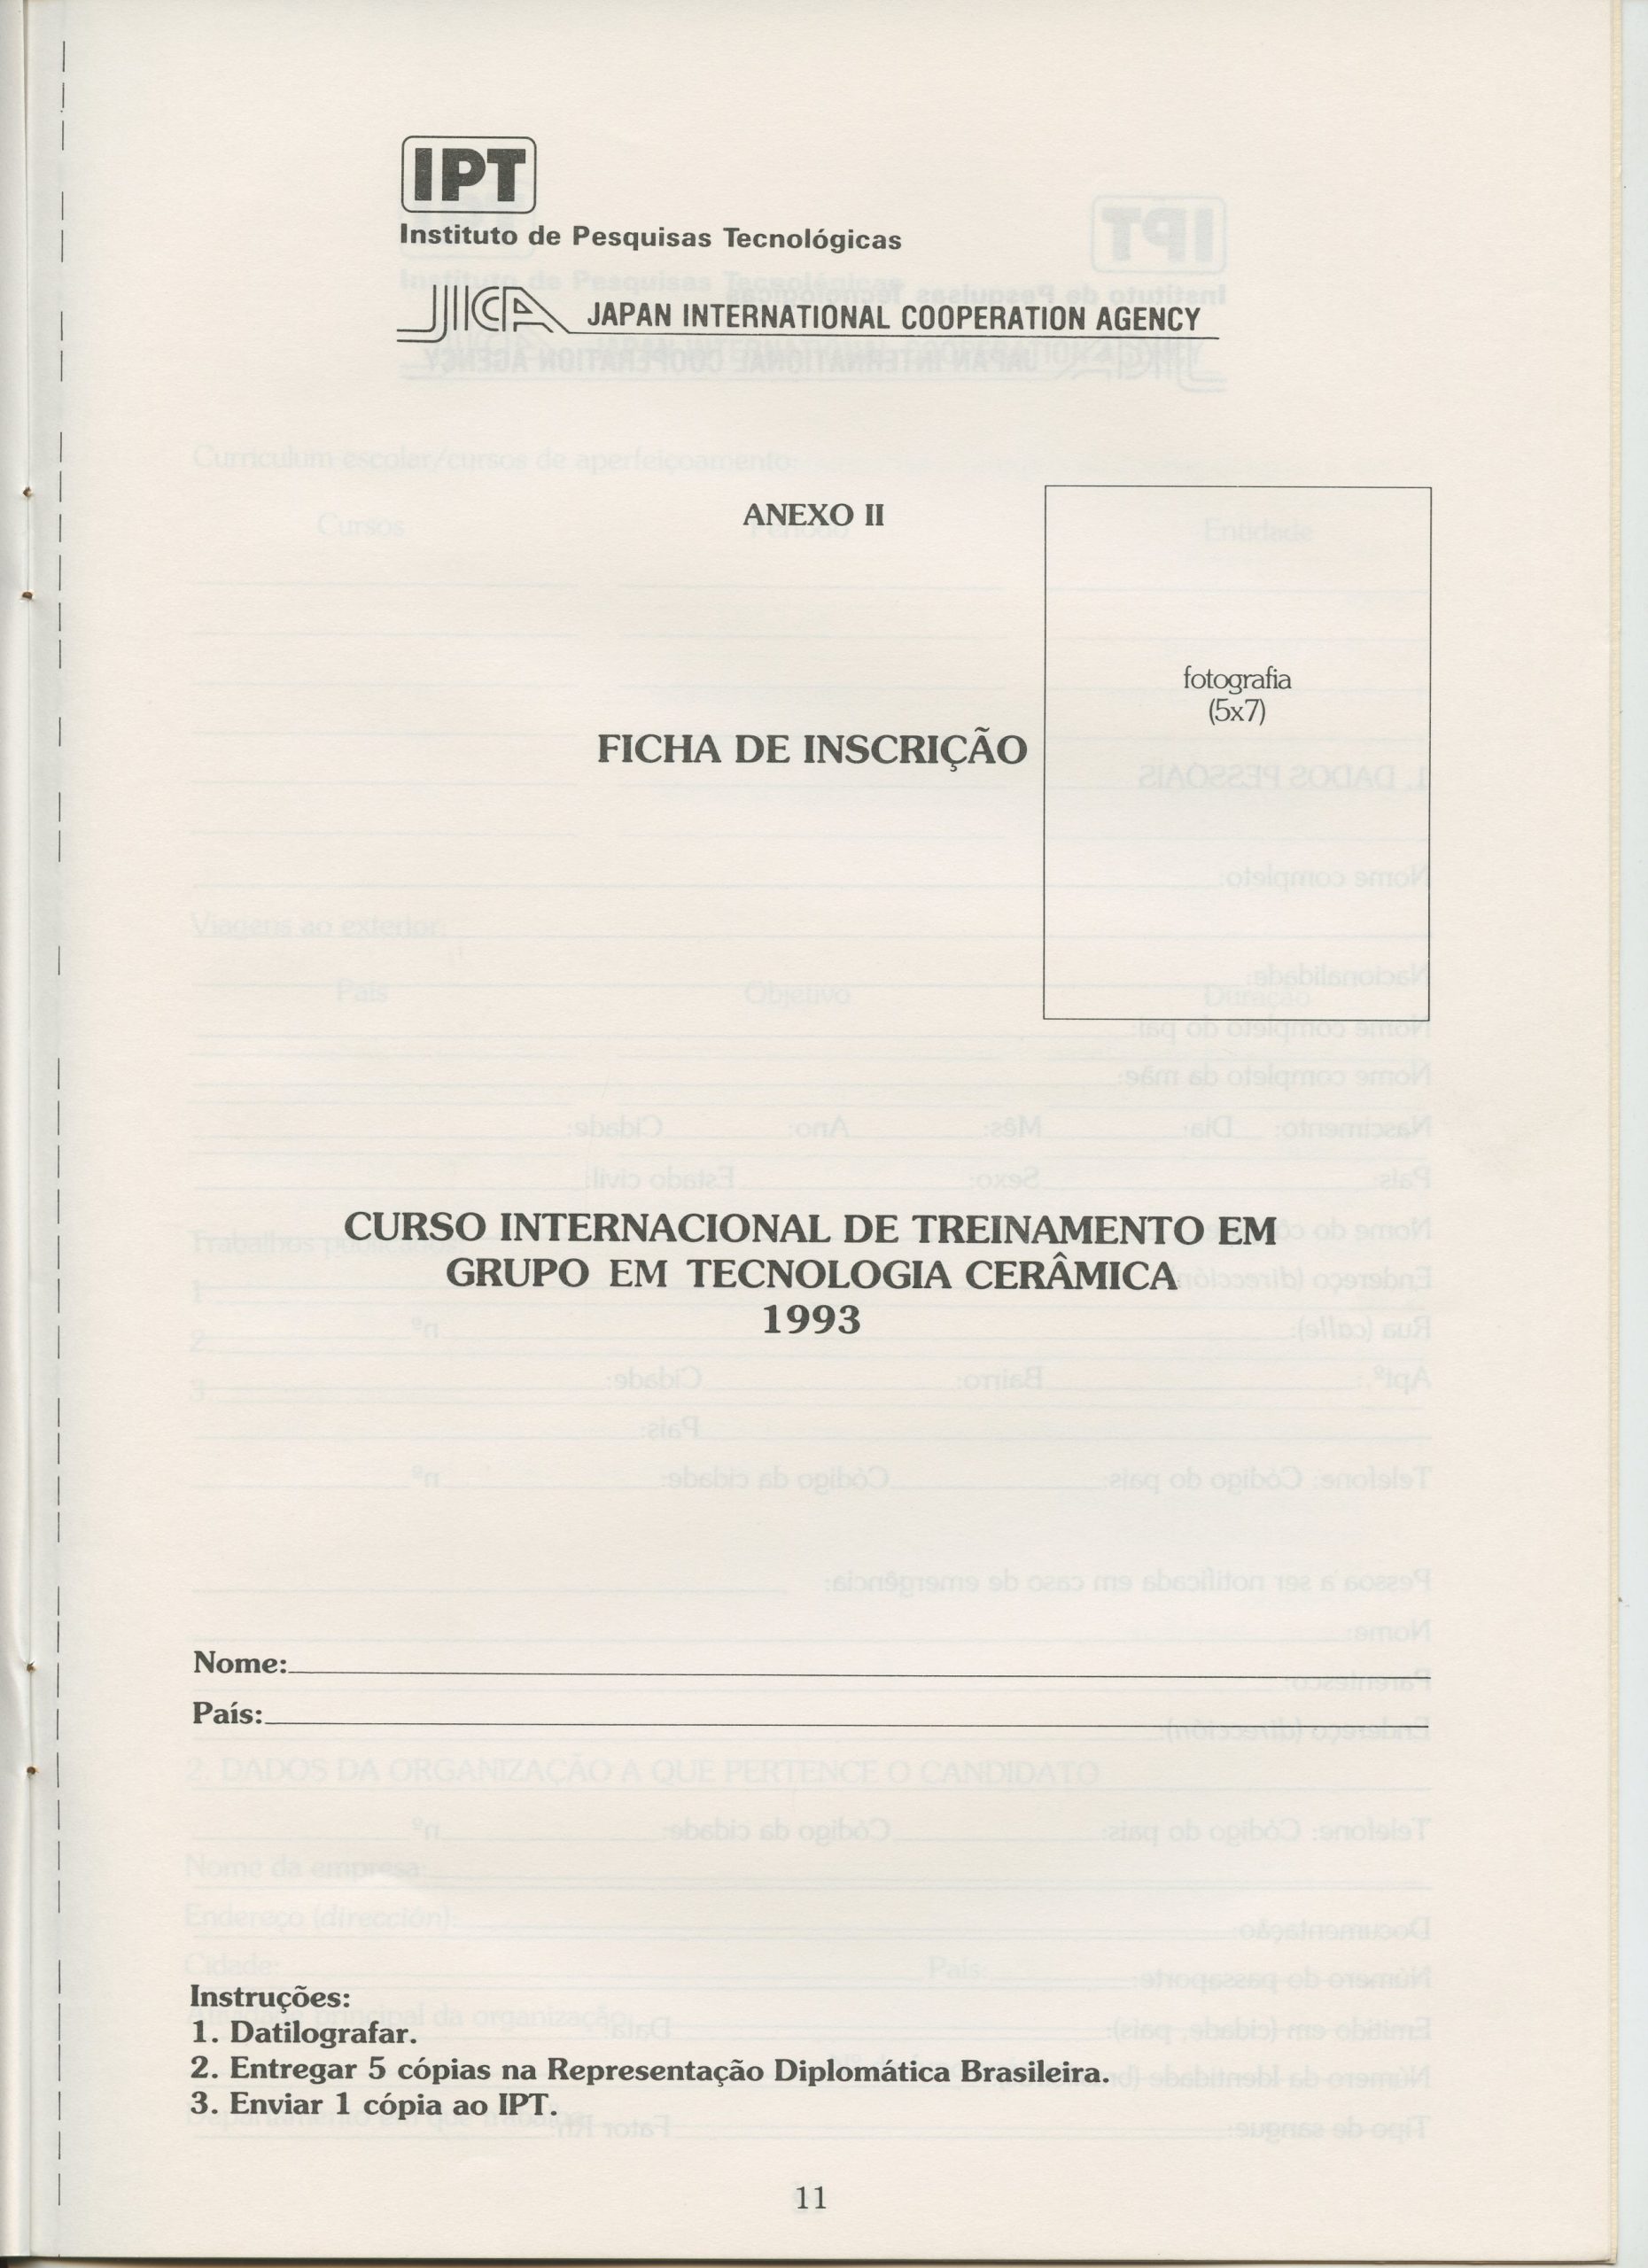 IPT
Instituto de Pesquisas Tecnológicas
JICA JAPAN INTERNATIONAL COOPERATION AGENCY
ANEXO II
fotografia
(5x7)
FICHA DE INSCRIÇÃO
CURSO INTERNACIONAL DE TREINAMENTO EM
GRUPO EM TECNOLOGIA CERÂMICA
1993
Nome:
País:
Instruções:
1. Datilografar.
2. Entregar 5 cópias na Representação Diplomática Brasileira.
3. Enviar 1 cópia ao IPT.
11